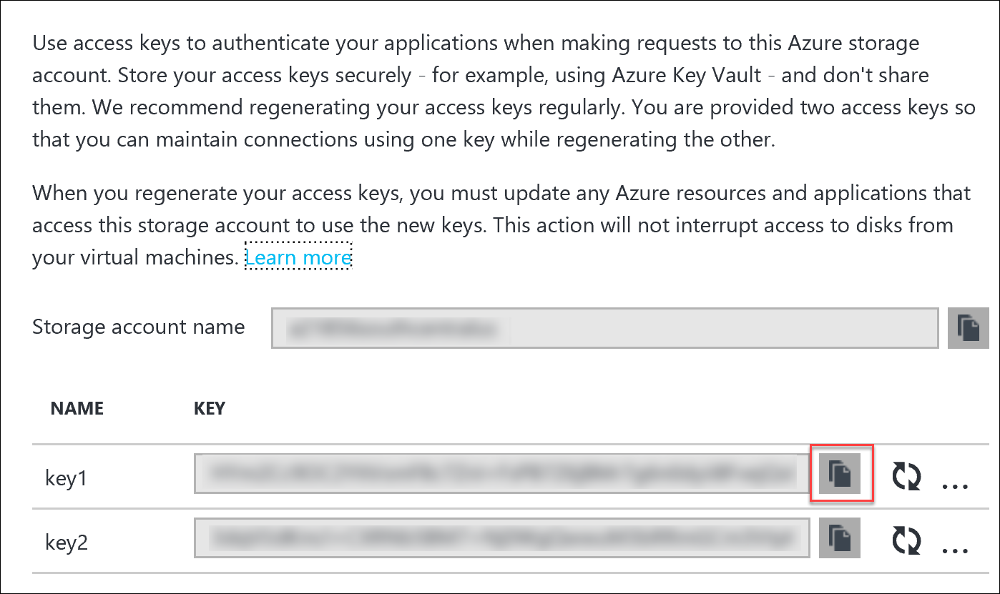 Use access keys to authenticate your applications when making requests to this Azure storage
account. Store your access keys securely - for example, using Azure Key Vault - and don't share
them. We recommend regenerating your access keys regularly. You are provided two access keys so
that you can maintain connections using one key while regenerating the other.
When you regenerate your access keys, you must update any Azure resources and applications that
access this storage account to use the new keys. This action will not interrupt access to disks from
your virtual machines. Learn more
Storage account name
NAME KEY
key1 ...
key2 ...